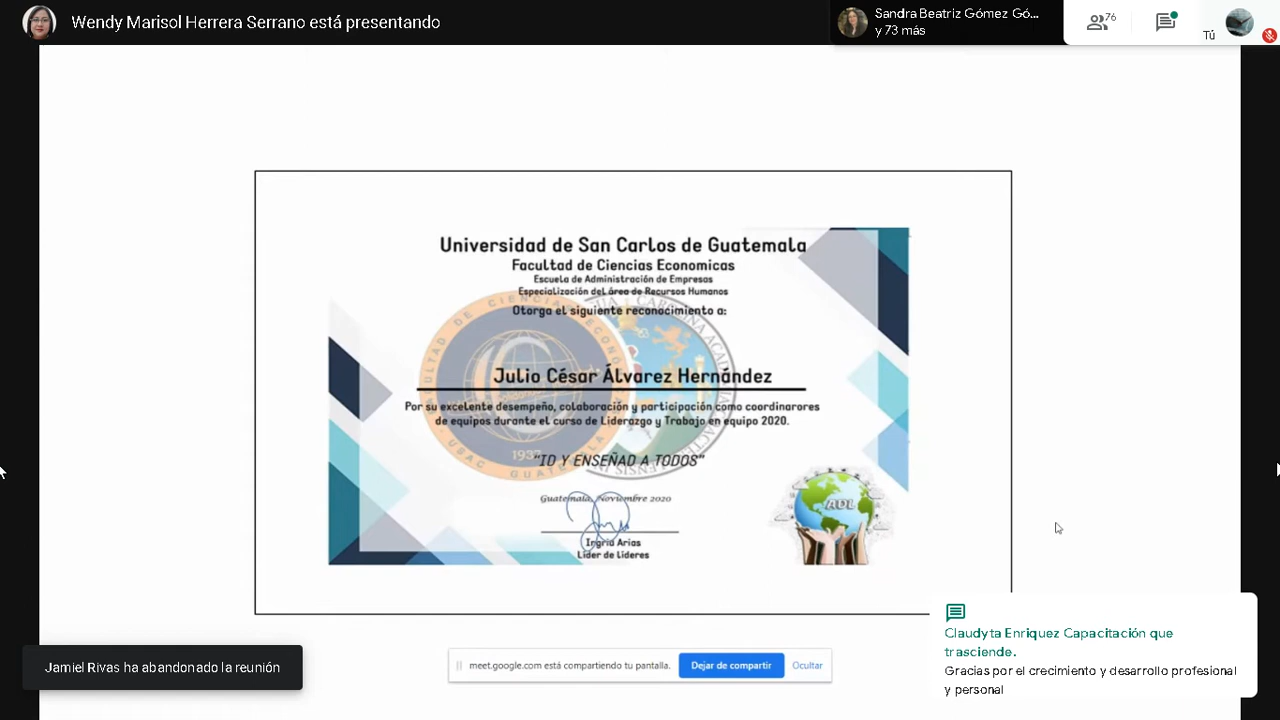 Wendy Marisol Herrera Serrano está presentando
Sandra Beatriz Gómez Gó...
y 73 más
76
Tú
Universidad de San Carlos de Guatemala
Facultad de Ciencias Economicas
Escuela de Administración de Empresas
Especialización del área de Recursos Humanos
Otorga el siguiente reconocimiento a:
Julio César Álvarez Hernández
Por su excelente desempeño, colaboración y participación como coordinarores
de equipos durante el curso de Liderazgo y Trabajo en equipo 2020.
1937
USAC
GUATEMALA
"ID Y ENSEÑAD A TODOS"
Guatemala, Noviembre 2020
ADL
Ingrid Arias
Líder de líderes
Claudyta Enriquez Capacitación que
trasciende.
Gracias por el crecimiento y desarrollo profesional
y personal
Jamiel Rivas ha abandonado la reunión
meet.google.com está compartiendo tu pantalla.
Dejar de compartir
Ocultar